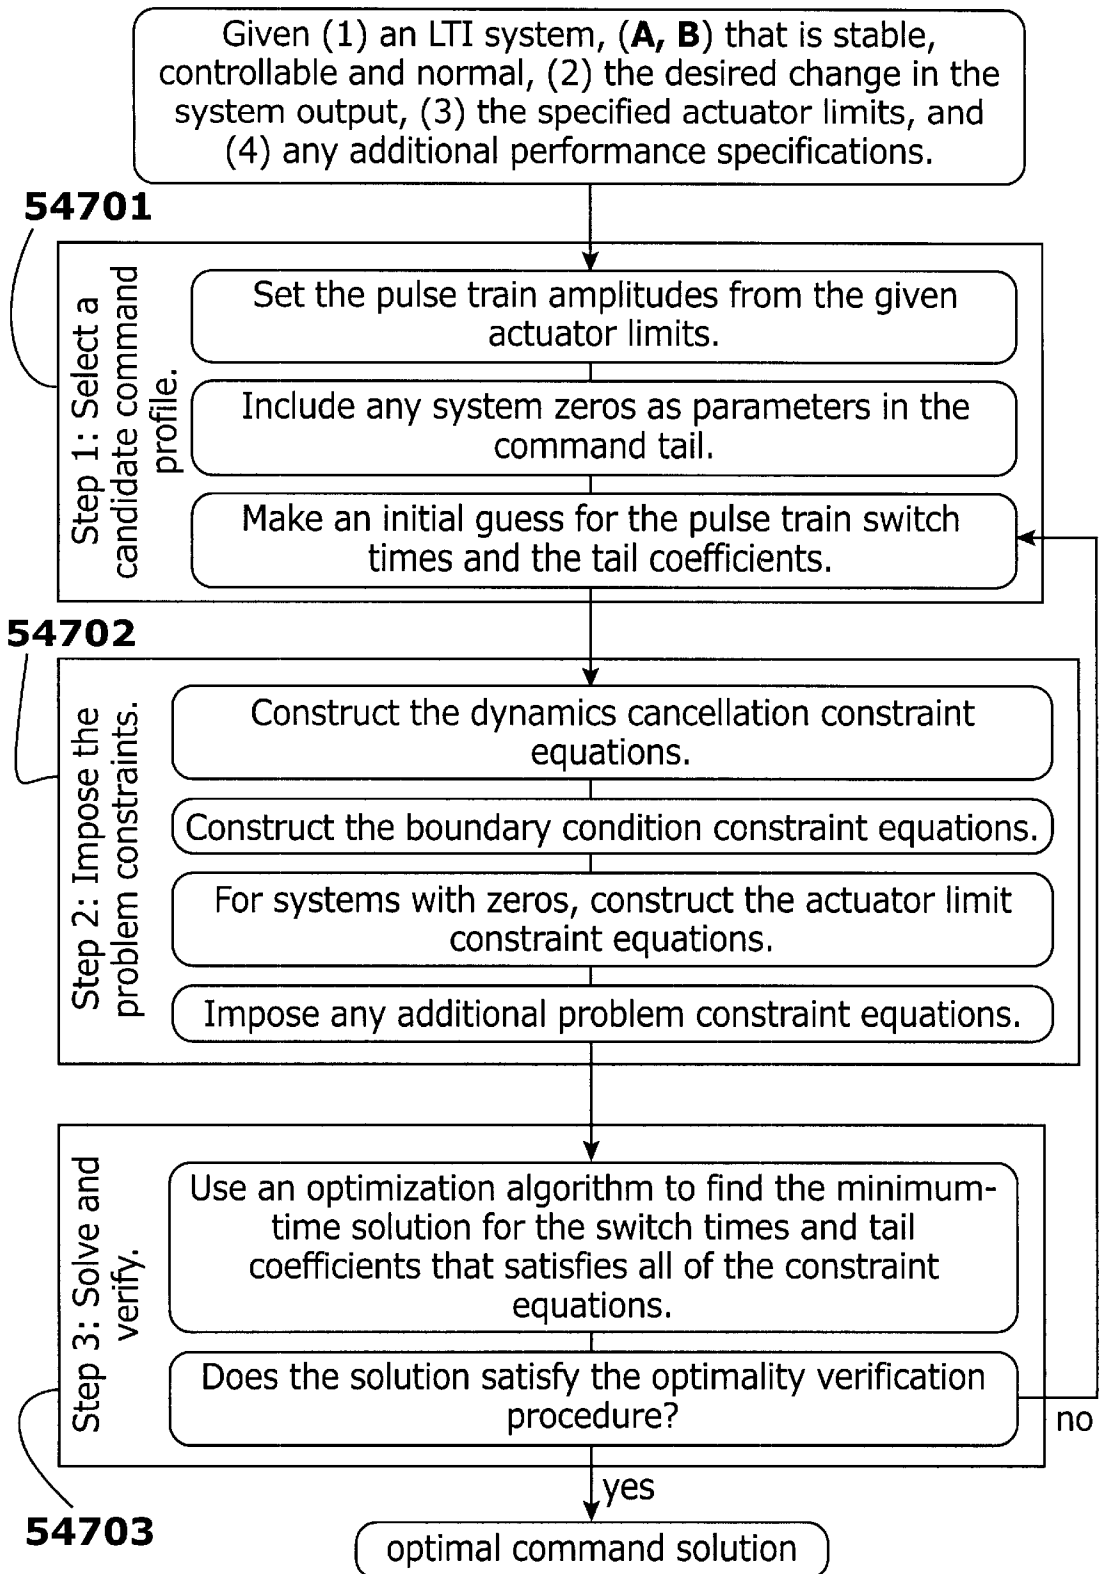 Given (1) an LTI system, (A, B) that is stable,
controllable and normal, (2) the desired change in the
system output, (3) the specified actuator limits, and
(4) any additional performance specifications.
54701
Step 1: Select a
candidate command
profile.
Set the pulse train amplitudes from the given
actuator limits.
Include any system zeros as parameters in the
command tail.
Make an initial guess for the pulse train switch
times and the tail coefficients.
54702
Step 2: Impose the
problem constraints.
Construct the dynamics cancellation constraint
equations.
Construct the boundary condition constraint equations.
For systems with zeros, construct the actuator limit
constraint equations.
Impose any additional problem constraint equations.
Step 3: Solve and
verify.
Use an optimization algorithm to find the minimum-
time solution for the switch times and tail
coefficients that satisfies all of the constraint
equations.
Does the solution satisfy the optimality verification
procedure?
no
yes
54703
optimal command solution